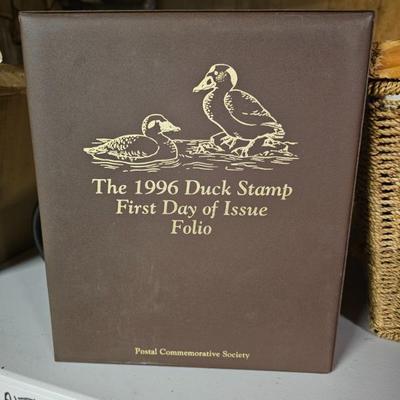 The 1996 Duck Stamp
First Day of Issue
Folio
Postal Commemorative Society